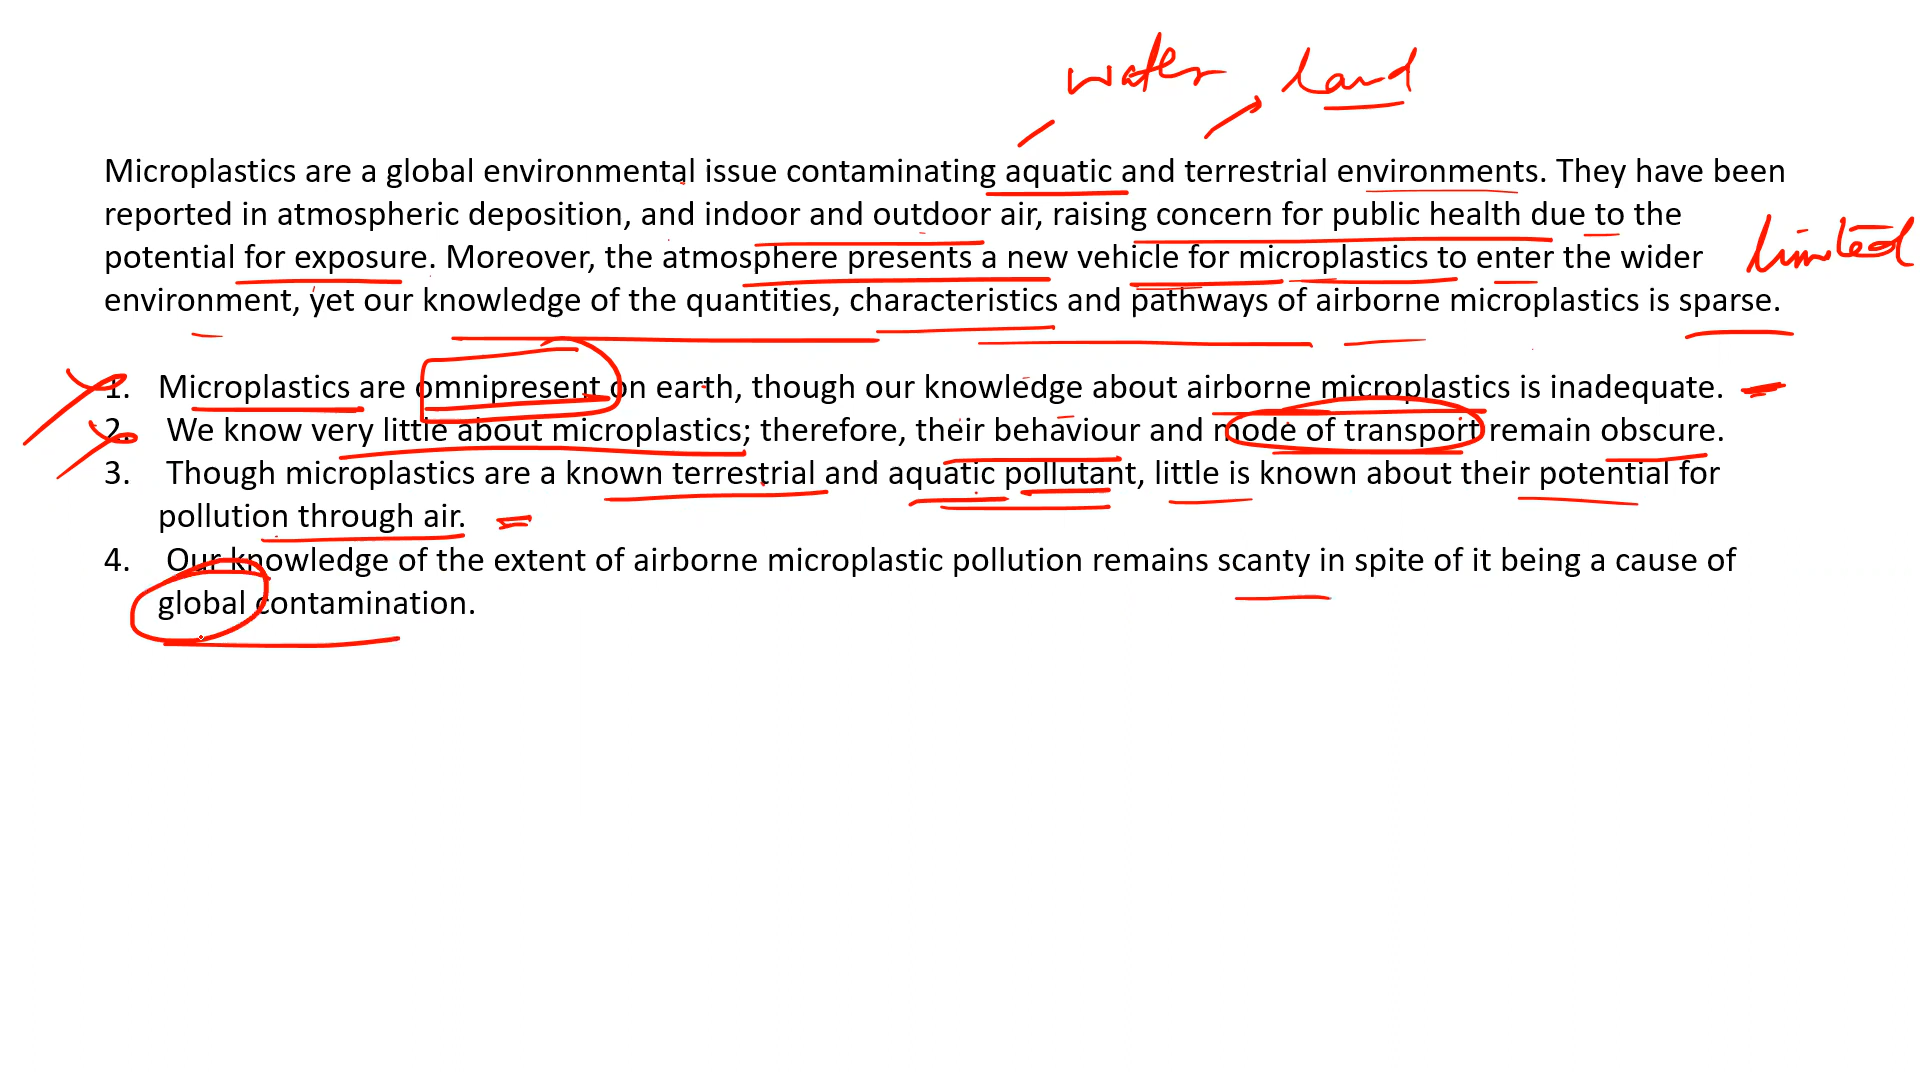 water land
Microplastics are a global environmental issue contaminating aquatic and terrestrial environments. They have been
reported in atmospheric deposition, and indoor and outdoor air, raising concern for public health due to the
potential for exposure. Moreover, the atmosphere presents a new vehicle for microplastics to enter the wider
limited
environment, yet our knowledge of the quantities, characteristics and pathways of airborne microplastics is sparse.
1. Microplastics are omnipresent on earth, though our knowledge about airborne microplastics is inadequate.
2. We know very little about microplastics; therefore, their behaviour and mode of transport remain obscure.
3. Though microplastics are a known terrestrial and aquatic pollutant, little is known about their potential for
pollution through air.
4. Our knowledge of the extent of airborne microplastic pollution remains scanty in spite of it being a cause of
global contamination.